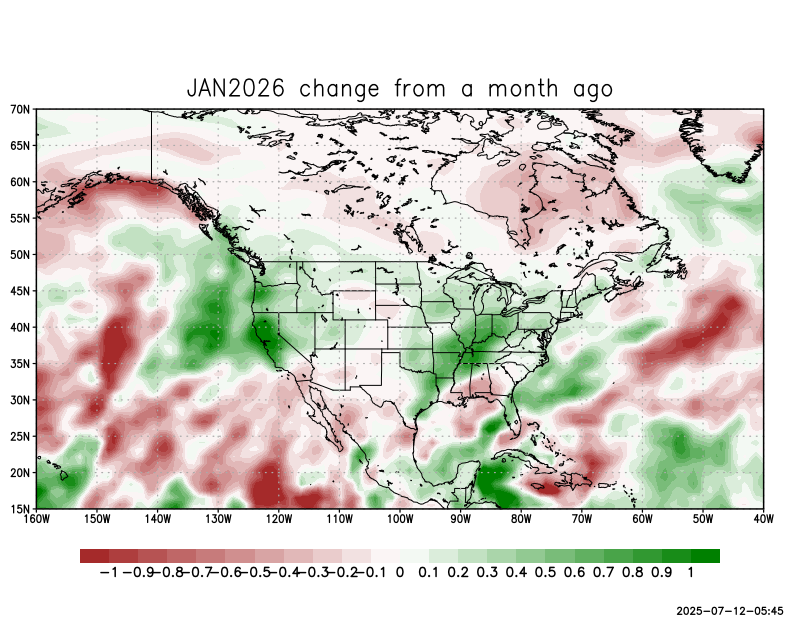 JAN2026 change from a month ago
70N
65N
60N
55N
50N
45N
40N
35N
30N
25N
20N
15N
160W 150W 140W 130W 120W 110W 100W 90W 80W 70W 60W 50W 40W
-1 -0.9 -0.8 -0.7 -0.6 -0.5 -0.4 -0.3 -0.2 -0.1 0 0.1 0.2 0.3 0.4 0.5 0.6 0.7 0.8 0.9 1
2025-07-12-05:45